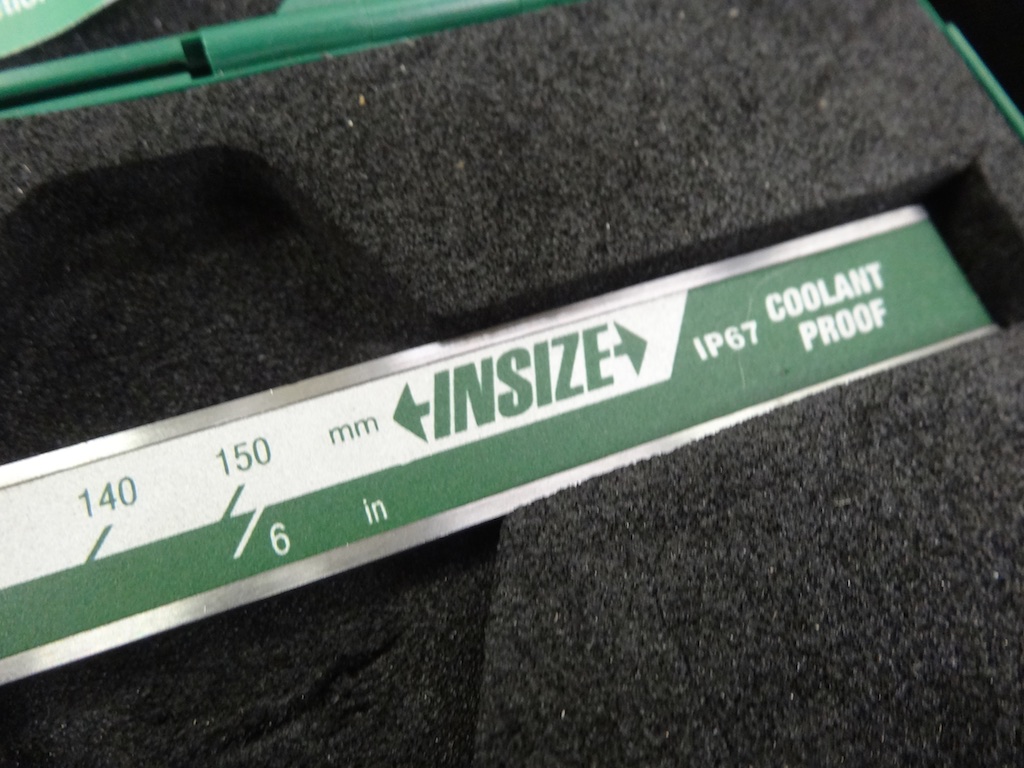 INSIZE
IP67 COOLANT
PROOF
140 150 mm
6 in